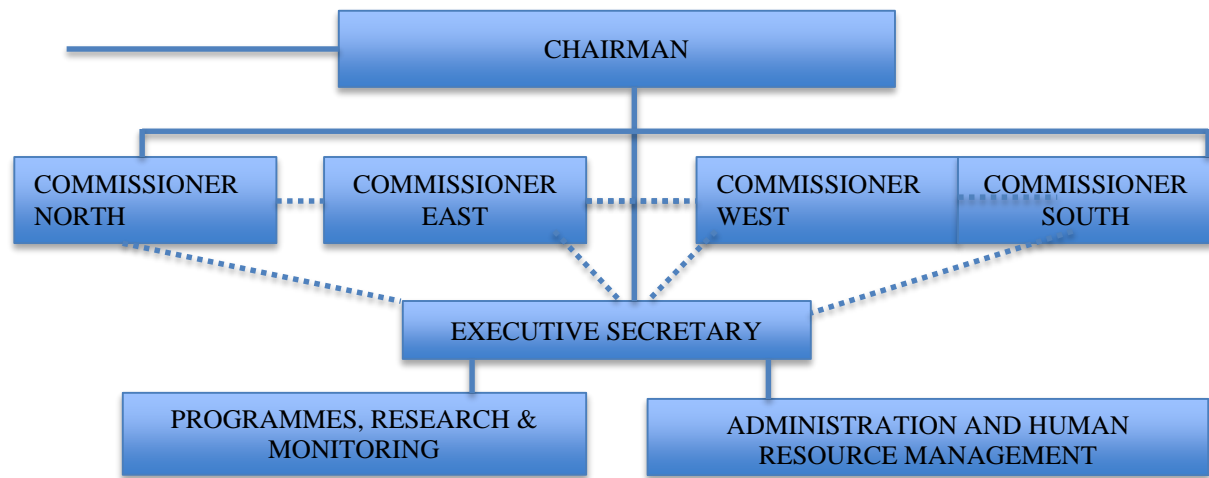 CHAIRMAN
COMMISSIONER
NORTH
COMMISSIONER
EAST
COMMISSIONER
WEST
COMMISSIONER
SOUTH
EXECUTIVE SECRETARY
PROGRAMMES, RESEARCH &
MONITORING
ADMINISTRATION AND HUMAN
RESOURCE MANAGEMENT